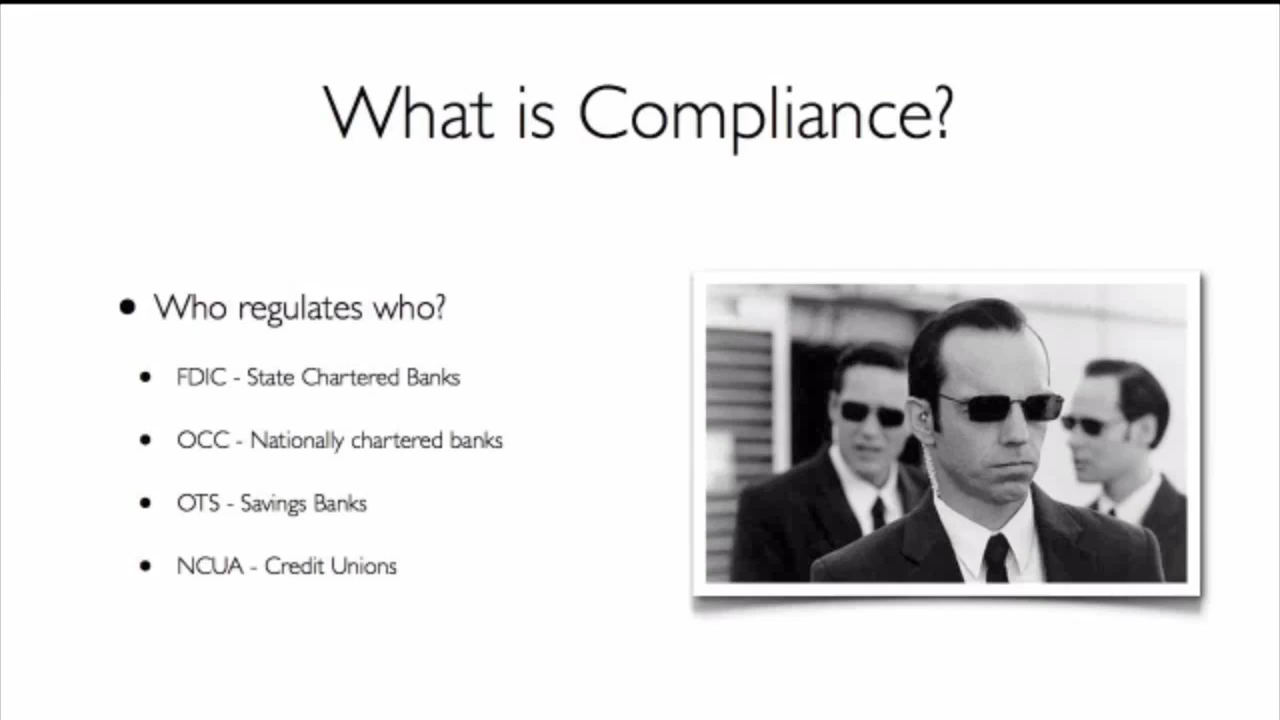 What is Compliance?
• Who regulates who?
• FDIC - State Chartered Banks
• OCC - Nationally chartered banks
• OTS - Savings Banks
• NCUA - Credit Unions